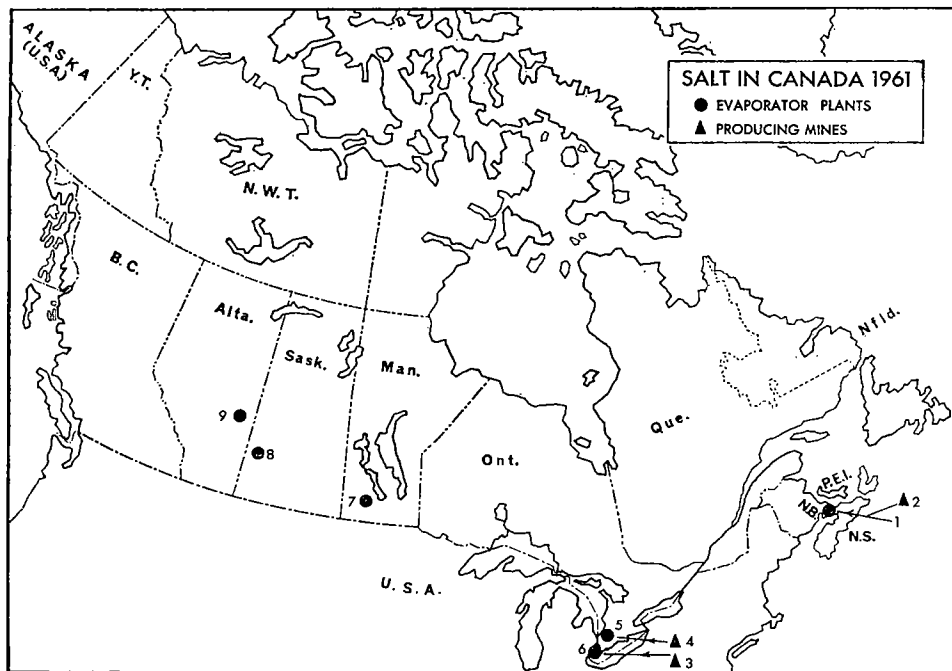 ALASKA
(U.S.A)
Y.T.
SALT IN CANADA 1961
● EVAPORATOR PLANTS
▲ PRODUCING MINES
N.W.T.
B.C.
Alta.
Sask.
Man.
Nfld.
9
8
Que.
Ont.
7
P.E.I.
N.B.
2
1
N.S.
U.S.A.
5
4
6
3